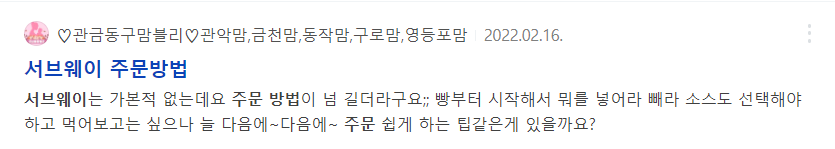 ♡관금동구맘블리♡관악맘,금천맘,동작맘,구로맘,영등포맘 2022.02.16.
서브웨이 주문방법
서브웨이는 가본적 없는데요 주문 방법이 넘 길더라구요;; 빵부터 시작해서 뭐를 넣어라 빼라 소스도 선택해야
하고 먹어보고는 싶으나 늘 다음에~다음에~ 주문 쉽게 하는 팁같은게 있을까요?